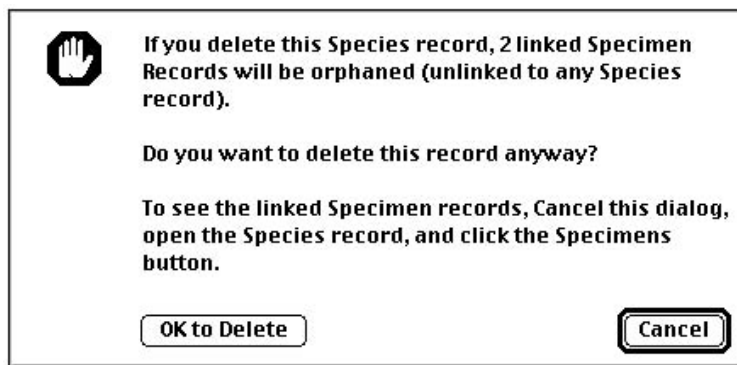 If you delete this Species record, 2 linked Specimen
Records will be orphaned (unlinked to any Species
record).
Do you want to delete this record anyway?
To see the linked Specimen records, Cancel this dialog,
open the Species record, and click the Specimens
button.
OK to Delete
Cancel